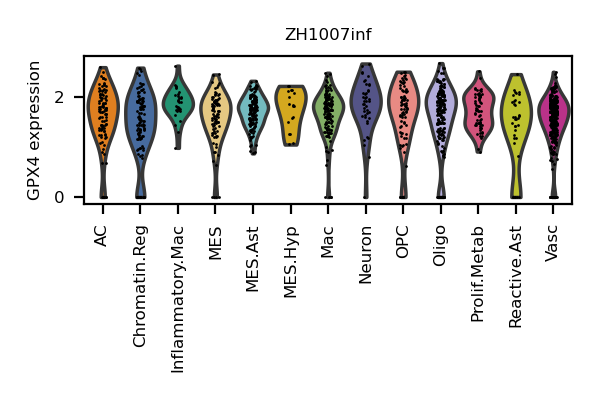 ZH1007inf
GPX4 expression
2
0
AC
Chromatin.Reg
Inflammatory.Mac
MES
MES.Ast
MES.Hyp
Mac
Neuron
OPC
Oligo
Prolif.Metab
Reactive.Ast
Vasc